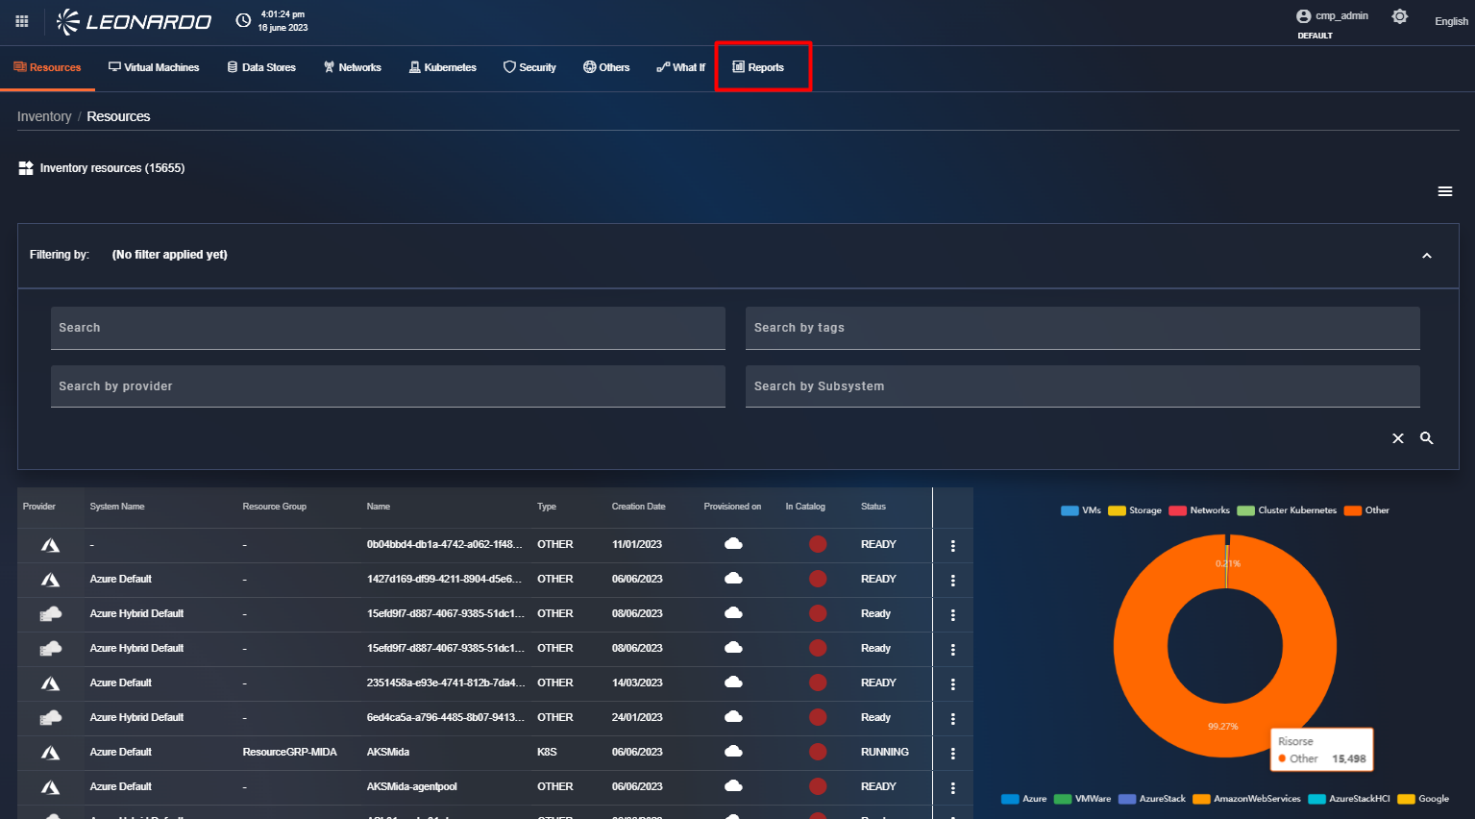 LEONARDO
4:01:24 pm
16 june 2023
cmp_admin
DEFAULT
English
Resources
Virtual Machines
Data Stores
Networks
Kubernetes
Security
Others
What If
Reports
Inventory / Resources
Inventory resources (15655)
Filtering by: (No filter applied yet)
Search
Search by tags
Search by provider
Search by Subsystem
Provider System Name Resource Group Name Type Creation Date Provisioned on In Catalog Status
- - 0b04bbd4-db1a-4742-a062-1f48... OTHER 11/01/2023 READY
Azure Default - 1427d169-df99-4211-8904-d5e6... OTHER 06/06/2023 READY
Azure Hybrid Default - 15efd9f7-d887-4067-9385-51dc1... OTHER 08/06/2023 Ready
Azure Hybrid Default - 15efd9f7-d887-4067-9385-51dc1... OTHER 08/06/2023 Ready
Azure Default - 2351458a-e93e-4741-812b-7da4... OTHER 14/03/2023 READY
Azure Hybrid Default - 6ed4ca5a-a796-4485-8b07-9413... OTHER 24/01/2023 Ready
Azure Default ResourceGRP-MIDA AKSMida K8S 06/06/2023 RUNNING
Azure Default - AKSMida-agentpool OTHER 06/06/2023 READY
VMs Storage Networks Cluster Kubernetes Other
0.21%
99.27%
Risorse
Other 15,498
Azure VMWare AzureStack AmazonWebServices AzureStackHCI Google